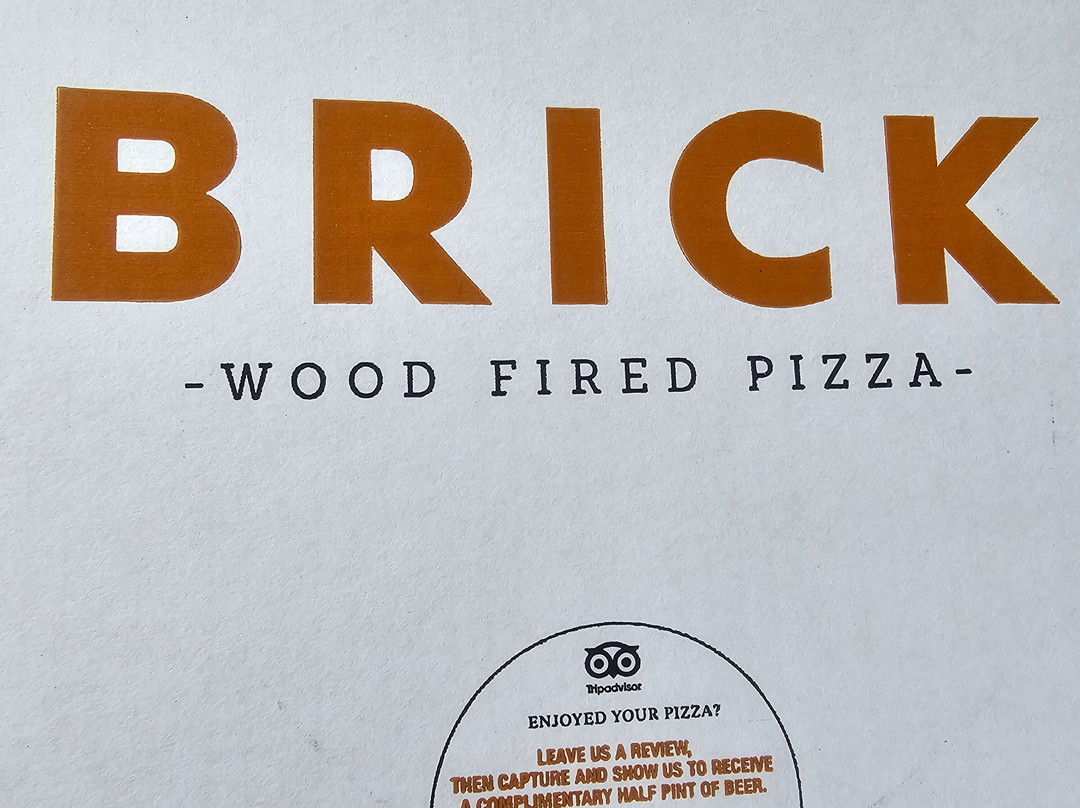 BRICK
-WOOD FIRED PIZZA-
Tripadvisor
ENJOYED YOUR PIZZA?
LEAVE US A REVIEW,
THEN CAPTURE AND SHOW US TO RECEIVE
A COMPLIMENTARY HALF PINT OF BEER.